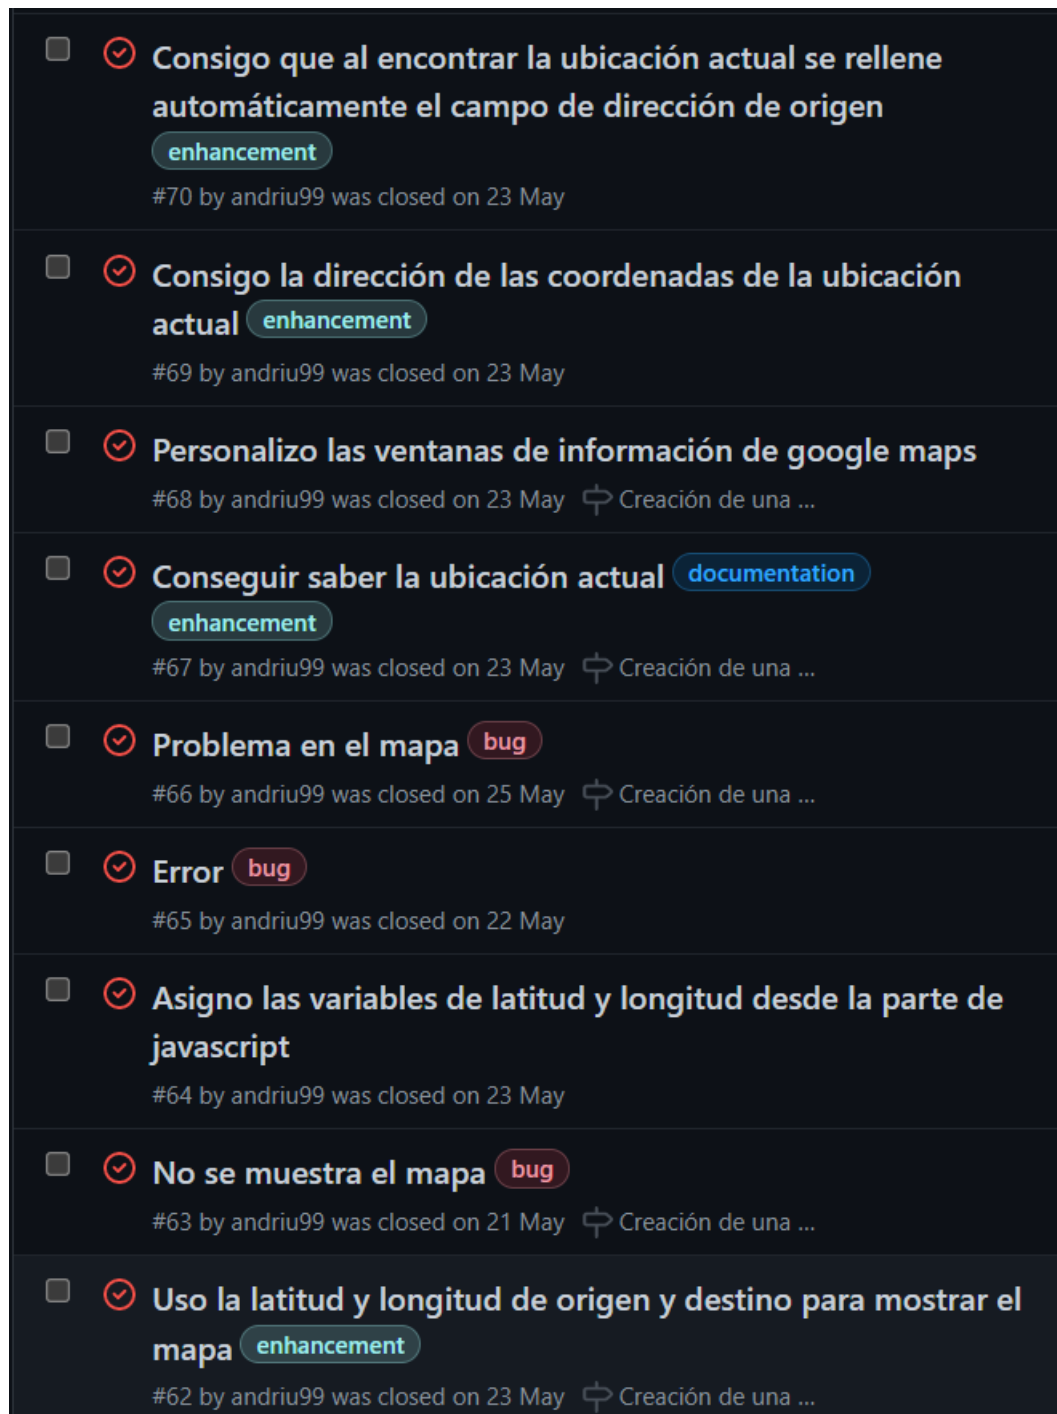 Consigo que al encontrar la ubicación actual se rellene
automáticamente el campo de dirección de origen
enhancement
#70 by andriu99 was closed on 23 May
Consigo la dirección de las coordenadas de la ubicación
actual enhancement
#69 by andriu99 was closed on 23 May
Personalizo las ventanas de información de google maps
#68 by andriu99 was closed on 23 May Creación de una ...
Conseguir saber la ubicación actual documentation
enhancement
#67 by andriu99 was closed on 23 May Creación de una ...
Problema en el mapa bug
#66 by andriu99 was closed on 25 May Creación de una ...
Error bug
#65 by andriu99 was closed on 22 May
Asigno las variables de latitud y longitud desde la parte de
javascript
#64 by andriu99 was closed on 23 May
No se muestra el mapa bug
#63 by andriu99 was closed on 21 May Creación de una ...
Uso la latitud y longitud de origen y destino para mostrar el
mapa enhancement
#62 by andriu99 was closed on 23 May Creación de una ...